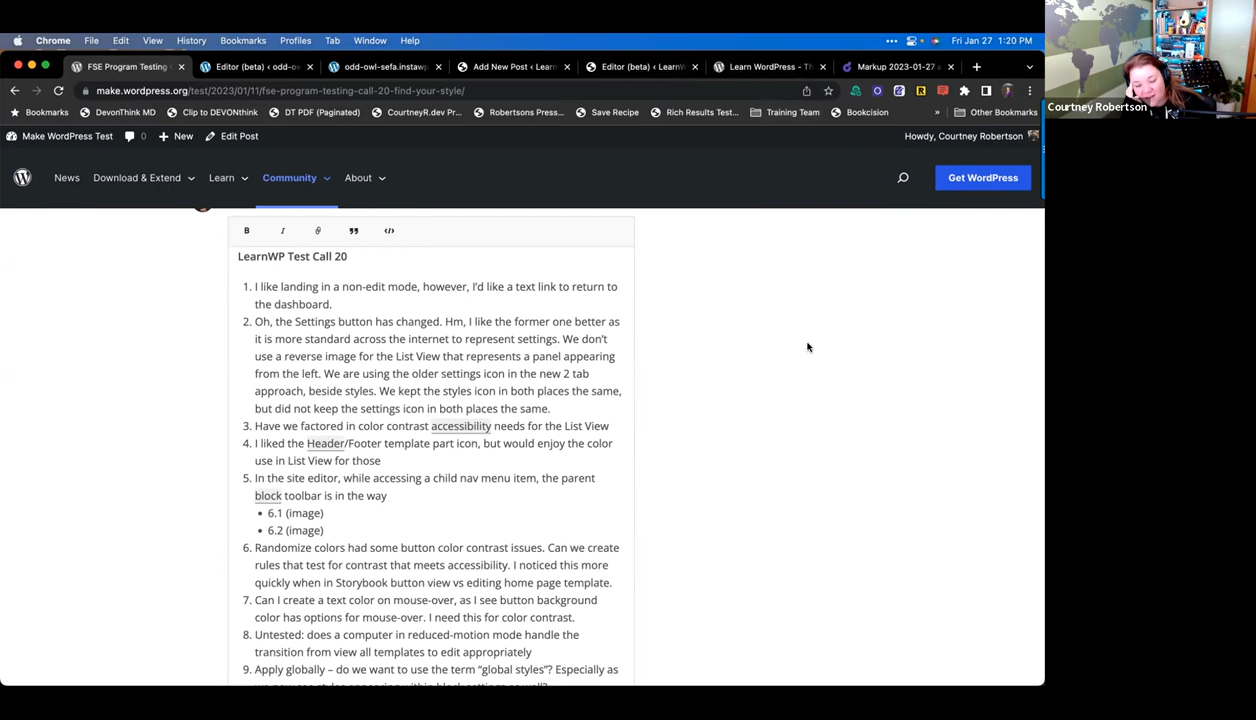 Chrome File Edit View History Bookmarks Profiles Tab Window Help
Fri Jan 27 1:20 PM
FSE Program Testing
Editor (beta) ‹ odd-o
odd-owl-sefa.instaw
Add New Post ‹ Learn
Editor (beta) ‹ Learn
Learn WordPress – Th
Markup 2023-01-27
make.wordpress.org/test/2023/01/11/fse-program-testing-call-20-find-your-style/
Bookmarks DevonThink MD Clip to DEVONthink DT PDF (Paginated) CourtneyR.dev Pr... Robertsons Press... Save Recipe Rich Results Test... Training Team Bookcision » Other Bookmarks
Make WordPress Test 0 + New Edit Post
Howdy, Courtney Robertson
Courtney Robertson
News Download & Extend Learn Community About
Get WordPress
B I
LearnWP Test Call 20
1. I like landing in a non-edit mode, however, I'd like a text link to return to
the dashboard.
2. Oh, the Settings button has changed. Hm, I like the former one better as
it is more standard across the internet to represent settings. We don't
use a reverse image for the List View that represents a panel appearing
from the left. We are using the older settings icon in the new 2 tab
approach, beside styles. We kept the styles icon in both places the same,
but did not keep the settings icon in both places the same.
3. Have we factored in color contrast accessibility needs for the List View
4. I liked the Header/Footer template part icon, but would enjoy the color
use in List View for those
5. In the site editor, while accessing a child nav menu item, the parent
block toolbar is in the way
• 6.1 (image)
• 6.2 (image)
6. Randomize colors had some button color contrast issues. Can we create
rules that test for contrast that meets accessibility. I noticed this more
quickly when in Storybook button view vs editing home page template.
7. Can I create a text color on mouse-over, as I see button background
color has options for mouse-over. I need this for color contrast.
8. Untested: does a computer in reduced-motion mode handle the
transition from view all templates to edit appropriately
9. Apply globally – do we want to use the term "global styles"? Especially as